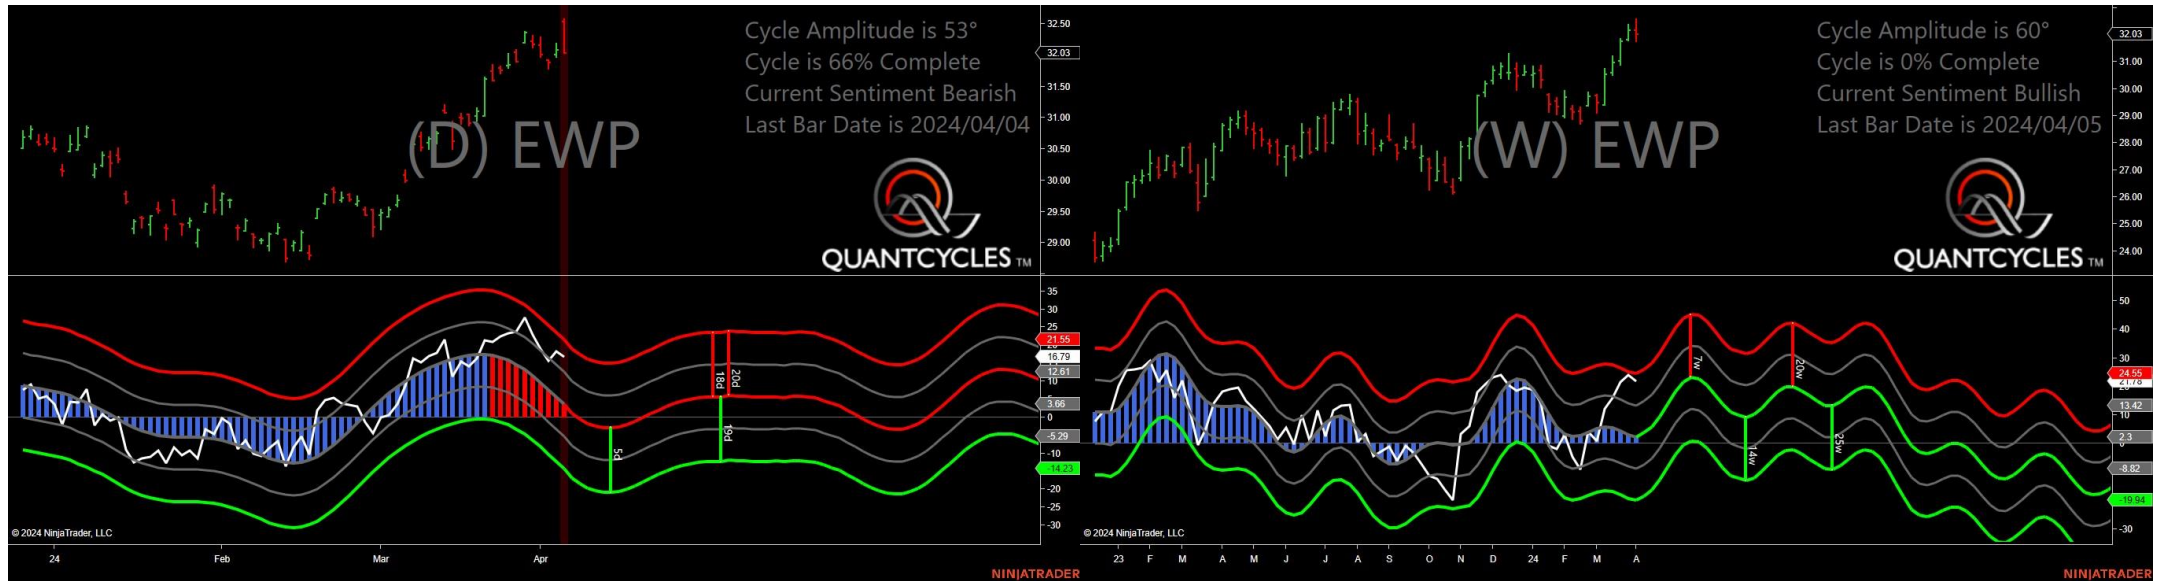 Cycle Amplitude is 53°
Cycle is 66% Complete
Current Sentiment Bearish
Last Bar Date is 2024/04/04
(D) EWP
QUANTCYCLES TM
32.50
32.03
31.50
31.00
30.50
30.00
29.50
29.00
35
30
25
21.55
16.79
12.61
10
3.66
0
-5.29
-10
-14.23
-20
-25
-30
5d
18d
20d
19d
© 2024 NinjaTrader, LLC
24 Feb Mar Apr
NINJATRADER
Cycle Amplitude is 60°
Cycle is 0% Complete
Current Sentiment Bullish
Last Bar Date is 2024/04/05
(W) EWP
QUANTCYCLES TM
32.03
31.00
30.00
29.00
28.00
27.00
26.00
25.00
24.00
50
40
30
24.55
21.78
13.42
10
2.3
-8.82
-19.94
-30
7w
20w
14w
25w
© 2024 NinjaTrader, LLC
23 F M A M J J A S O N D 24 F M A
NINJATRADER